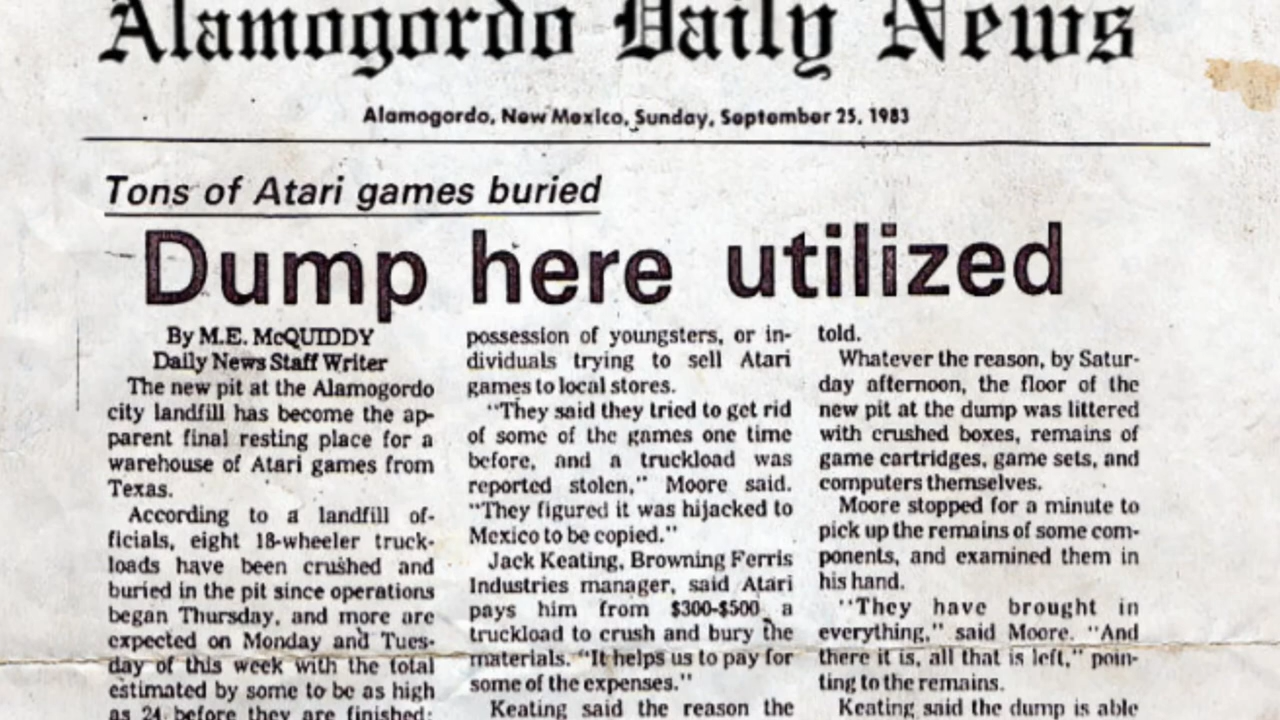 Alamogordo Daily News
Alamogordo, New Mexico, Sunday, September 25, 1983
Tons of Atari games buried
Dump here utilized
By M.E. McQUIDDY
Daily News Staff Writer
The new pit at the Alamogordo
city landfill has become the ap-
parent final resting place for a
warehouse of Atari games from
Texas.
According to a landfill of-
ficials, eight 18-wheeler truck-
loads have been crushed and
buried in the pit since operations
began Thursday, and more are
expected on Monday and Tues-
day of this week with the total
estimated by some to be as high
as 24 before they are finished;
possession of youngsters, or in-
dividuals trying to sell Atari
games to local stores.
"They said they tried to get rid
of some of the games one time
before, and a truckload was
reported stolen," Moore said.
"They figured it was hijacked to
Mexico to be copied."
Jack Keating, Browning Ferris
Industries manager, said Atari
pays him from $300-$500 a
truckload to crush and bury the
materials. "It helps us to pay for
some of the expenses."
Keating said the reason the
told.
Whatever the reason, by Satur-
day afternoon, the floor of the
new pit at the dump was littered
with crushed boxes, remains of
game cartridges, game sets, and
computers themselves.
Moore stopped for a minute to
pick up the remains of some com-
ponents, and examined them in
his hand.
"They have brought in
everything," said Moore. "And
there it is, all that is left," poin-
ting to the remains.
Keating said the dump is able